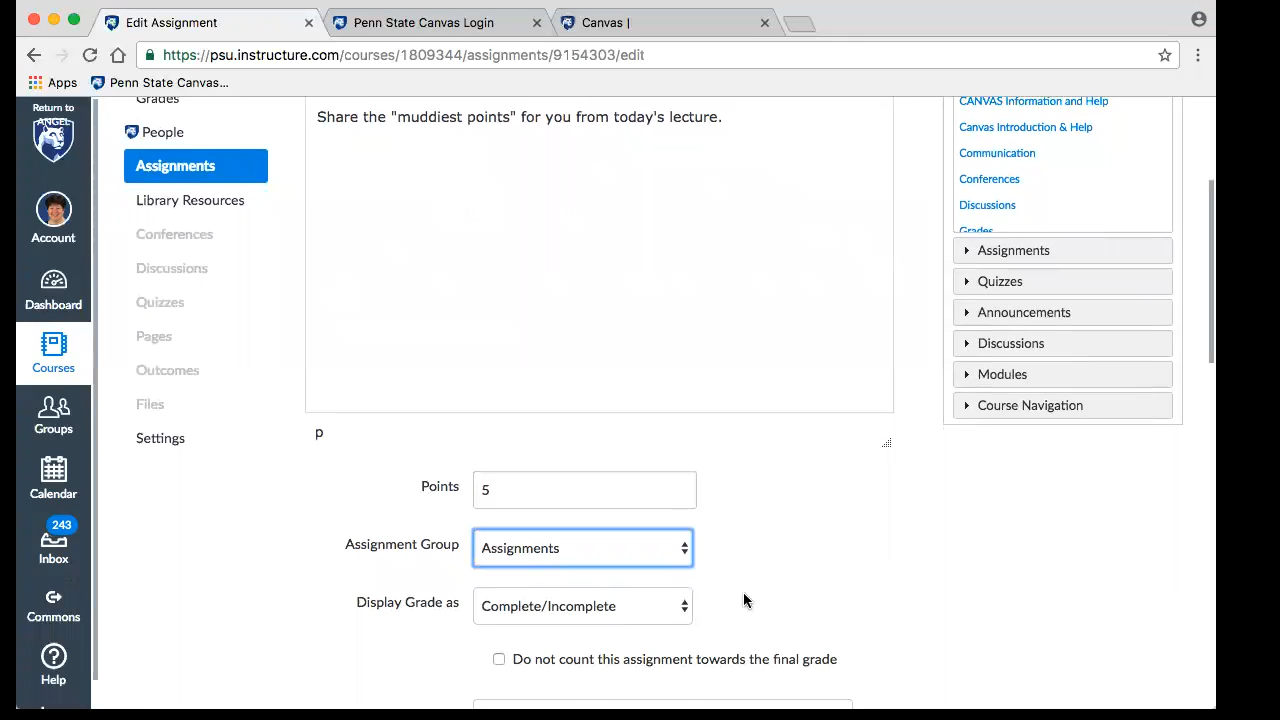 Edit Assignment
Penn State Canvas Login
Canvas |
https://psu.instructure.com/courses/1809344/assignments/9154303/edit
Apps
Penn State Canvas...
Return to
ANGEL
Account
Dashboard
Courses
Groups
Calendar
243
Inbox
Commons
Help
Grades
People
Assignments
Library Resources
Conferences
Discussions
Quizzes
Pages
Outcomes
Files
Settings
Share the "muddiest points" for you from today's lecture.
p
Points
5
Assignment Group
Assignments
Display Grade as
Complete/Incomplete
Do not count this assignment towards the final grade
CANVAS Information and Help
Canvas Introduction & Help
Communication
Conferences
Discussions
Grades
Assignments
Quizzes
Announcements
Discussions
Modules
Course Navigation